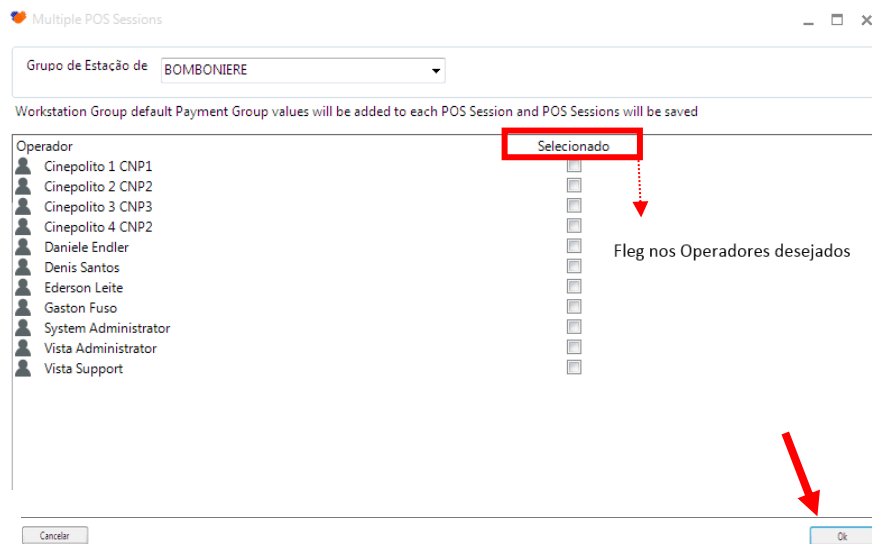 Multiple POS Sessions
Grupo de Estação de BOMBONIERE
Workstation Group default Payment Group values will be added to each POS Session and POS Sessions will be saved
Operador Selecionado
Cinepolito 1 CNP1
Cinepolito 2 CNP2
Cinepolito 3 CNP3
Cinepolito 4 CNP2
Daniele Endler
Fleg nos Operadores desejados
Denis Santos
Ederson Leite
Gaston Fuso
System Administrator
Vista Administrator
Vista Support
Cancelar Ok